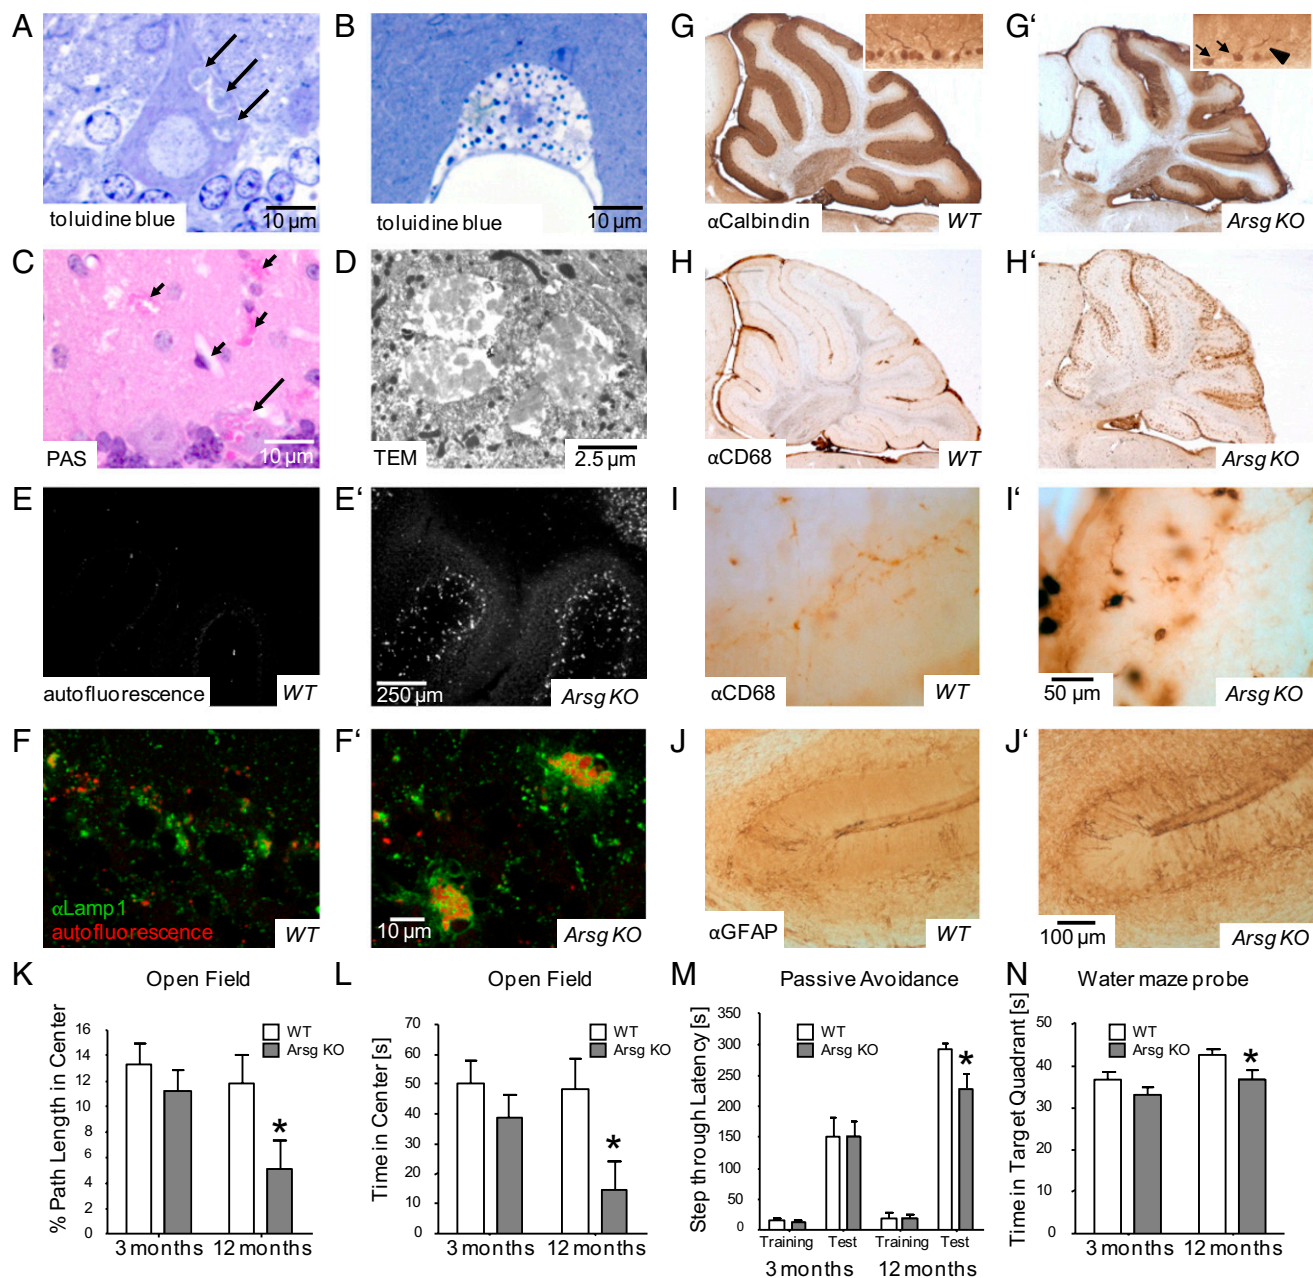 A
toluidine blue
10 µm
B
toluidine blue
10 µm
G
αCalbindin
WT
G‘
Arsg KO
C
PAS
10 µm
D
TEM
2.5 µm
H
αCD68
WT
H‘
Arsg KO
E
autofluorescence
WT
E‘
250 µm
Arsg KO
I
αCD68
WT
I‘
50 µm
Arsg KO
F
αLamp1
autofluorescence
WT
F‘
10 µm
Arsg KO
J
αGFAP
WT
J‘
100 µm
Arsg KO
K
Open Field
% Path Length in Center
16
14
12
10
8
6
4
2
0
WT
Arsg KO
*
3 months
12 months
L
Open Field
Time in Center [s]
70
60
50
40
30
20
10
0
WT
Arsg KO
*
3 months
12 months
M
Passive Avoidance
Step through Latency [s]
350
300
250
200
150
100
50
0
WT
Arsg KO
*
Training
Test
Training
Test
3 months
12 months
N
Water maze probe
Time in Target Quadrant [s]
50
40
30
20
10
0
WT
Arsg KO
*
3 months
12 months